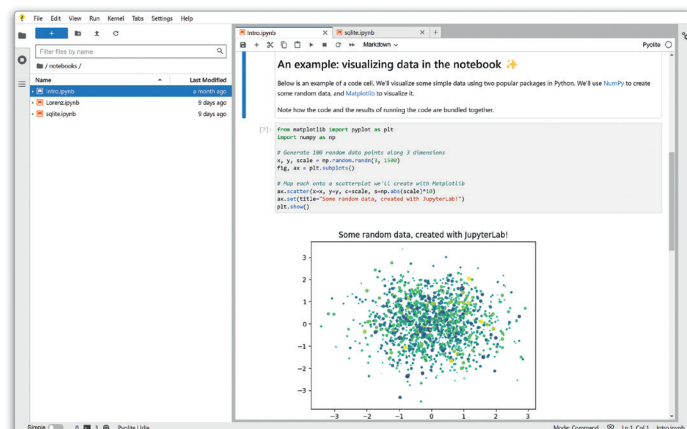 File Edit View Run Kernel Tabs Settings Help
+
Filter files by name
/ notebooks /
Name Last Modified
Intro.ipynb a month ago
Lorenz.ipynb 9 days ago
sqlite.ipynb 9 days ago
Intro.ipynb × sqlite.ipynb × +
Markdown Pyolite
An example: visualizing data in the notebook ✨
Below is an example of a code cell. We'll visualize some simple data using two popular packages in Python. We'll use NumPy to create
some random data, and Matplotlib to visualize it.
Note how the code and the results of running the code are bundled together.
[?]: from matplotlib import pyplot as plt
import numpy as np
# Generate 100 random data points along 3 dimensions
x, y, scale = np.random.randn(3, 1500)
fig, ax = plt.subplots()
# Map each onto a scatterplot we'll create with Matplotlib
ax.scatter(x=x, y=y, c=scale, s=np.abs(scale)*10)
ax.set(title="Some random data, created with JupyterLab!")
plt.show()
Some random data, created with JupyterLab!
3
2
1
0
−1
−2
−3
−3 −2 −1 0 1 2 3
Simple 0 3 Pyolite | Idle Mode: Command Ln 1, Col 1 Intro.ipynb